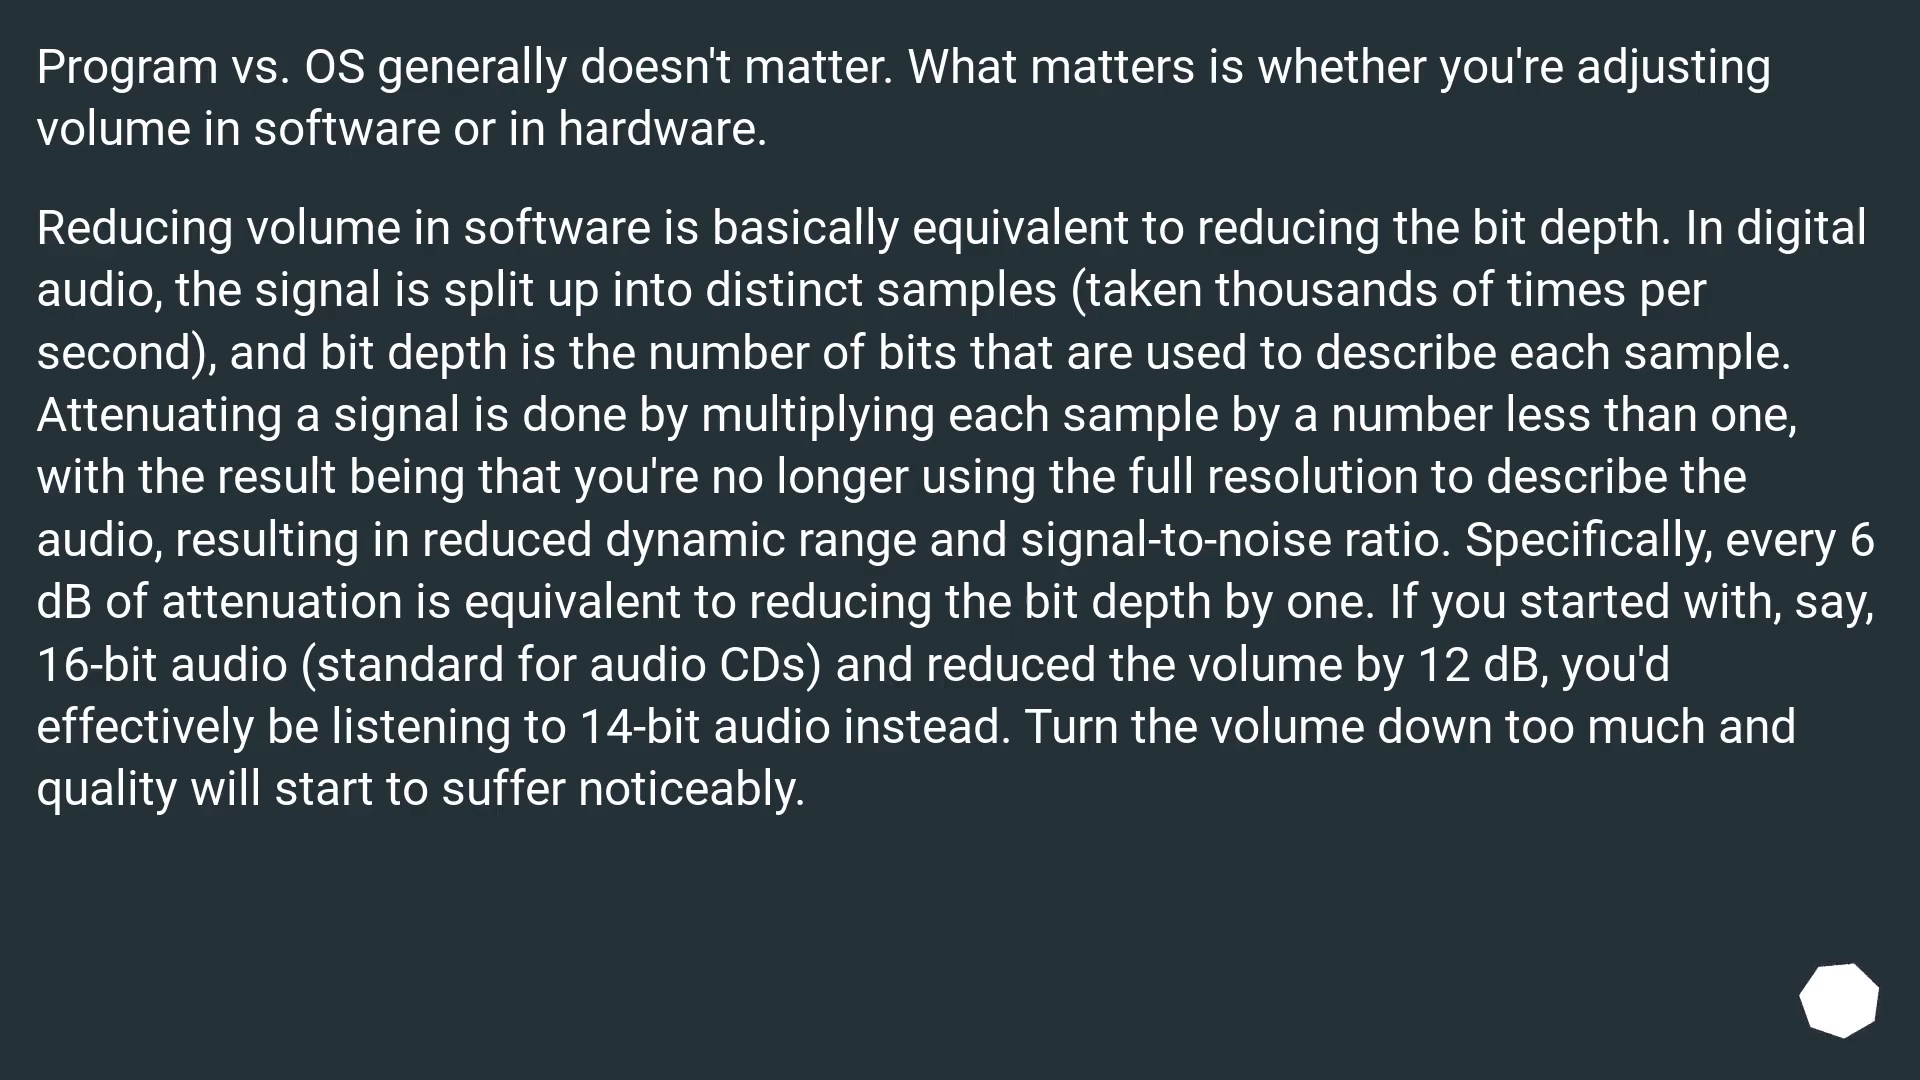 Program vs. OS generally doesn't matter. What matters is whether you're adjusting
volume in software or in hardware.
Reducing volume in software is basically equivalent to reducing the bit depth. In digital
audio, the signal is split up into distinct samples (taken thousands of times per
second), and bit depth is the number of bits that are used to describe each sample.
Attenuating a signal is done by multiplying each sample by a number less than one,
with the result being that you're no longer using the full resolution to describe the
audio, resulting in reduced dynamic range and signal-to-noise ratio. Specifically, every 6
dB of attenuation is equivalent to reducing the bit depth by one. If you started with, say,
16-bit audio (standard for audio CDs) and reduced the volume by 12 dB, you'd
effectively be listening to 14-bit audio instead. Turn the volume down too much and
quality will start to suffer noticeably.